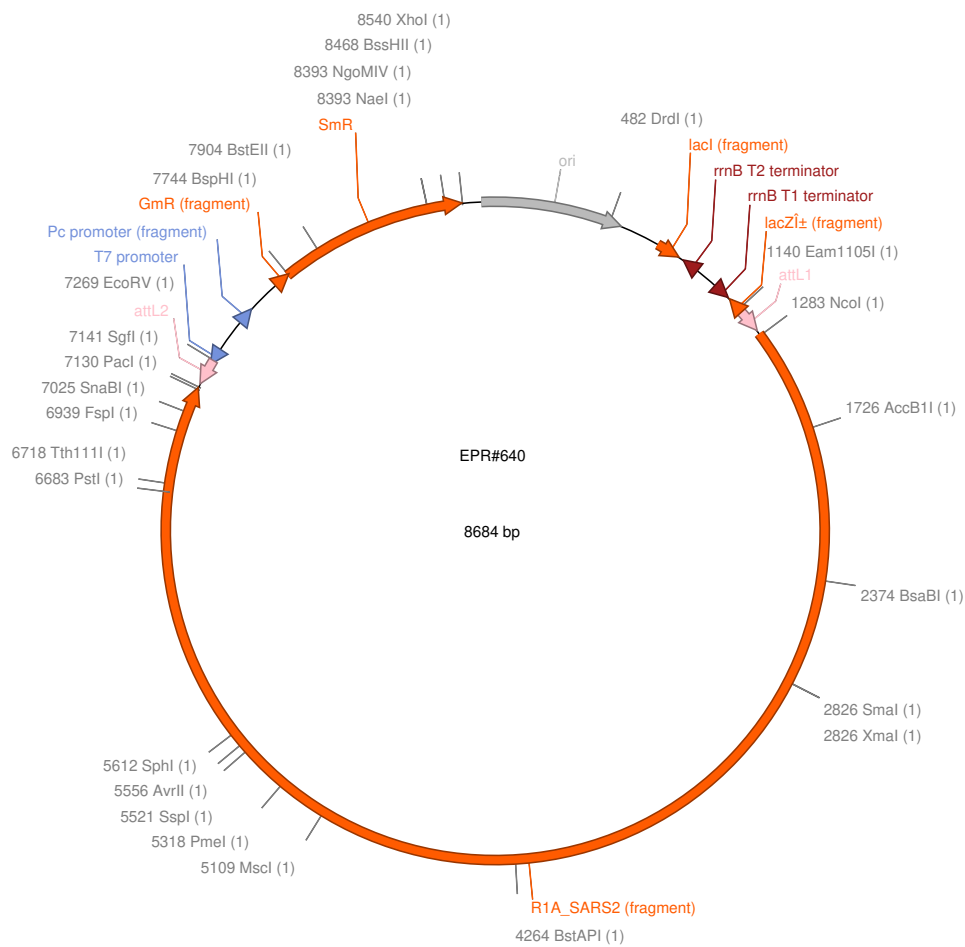 8540 XhoI (1)
8468 BssHII (1)
8393 NgoMIV (1)
8393 NaeI (1)
SmR
7904 BstEII (1)
7744 BspHI (1)
GmR (fragment)
Pc promoter (fragment)
T7 promoter
7269 EcoRV (1)
attL2
7141 SgfI (1)
7130 PacI (1)
7025 SnaBI (1)
6939 FspI (1)
6718 Tth111I (1)
6683 PstI (1)
ori
482 DrdI (1)
lacI (fragment)
rrnB T2 terminator
rrnB T1 terminator
lacZÎ± (fragment)
1140 Eam1105I (1)
attL1
1283 NcoI (1)
1726 AccB1I (1)
EPR#640
8684 bp
2374 BsaBI (1)
2826 SmaI (1)
2826 XmaI (1)
5612 SphI (1)
5556 AvrII (1)
5521 SspI (1)
5318 PmeI (1)
5109 MscI (1)
R1A_SARS2 (fragment)
4264 BstAPI (1)